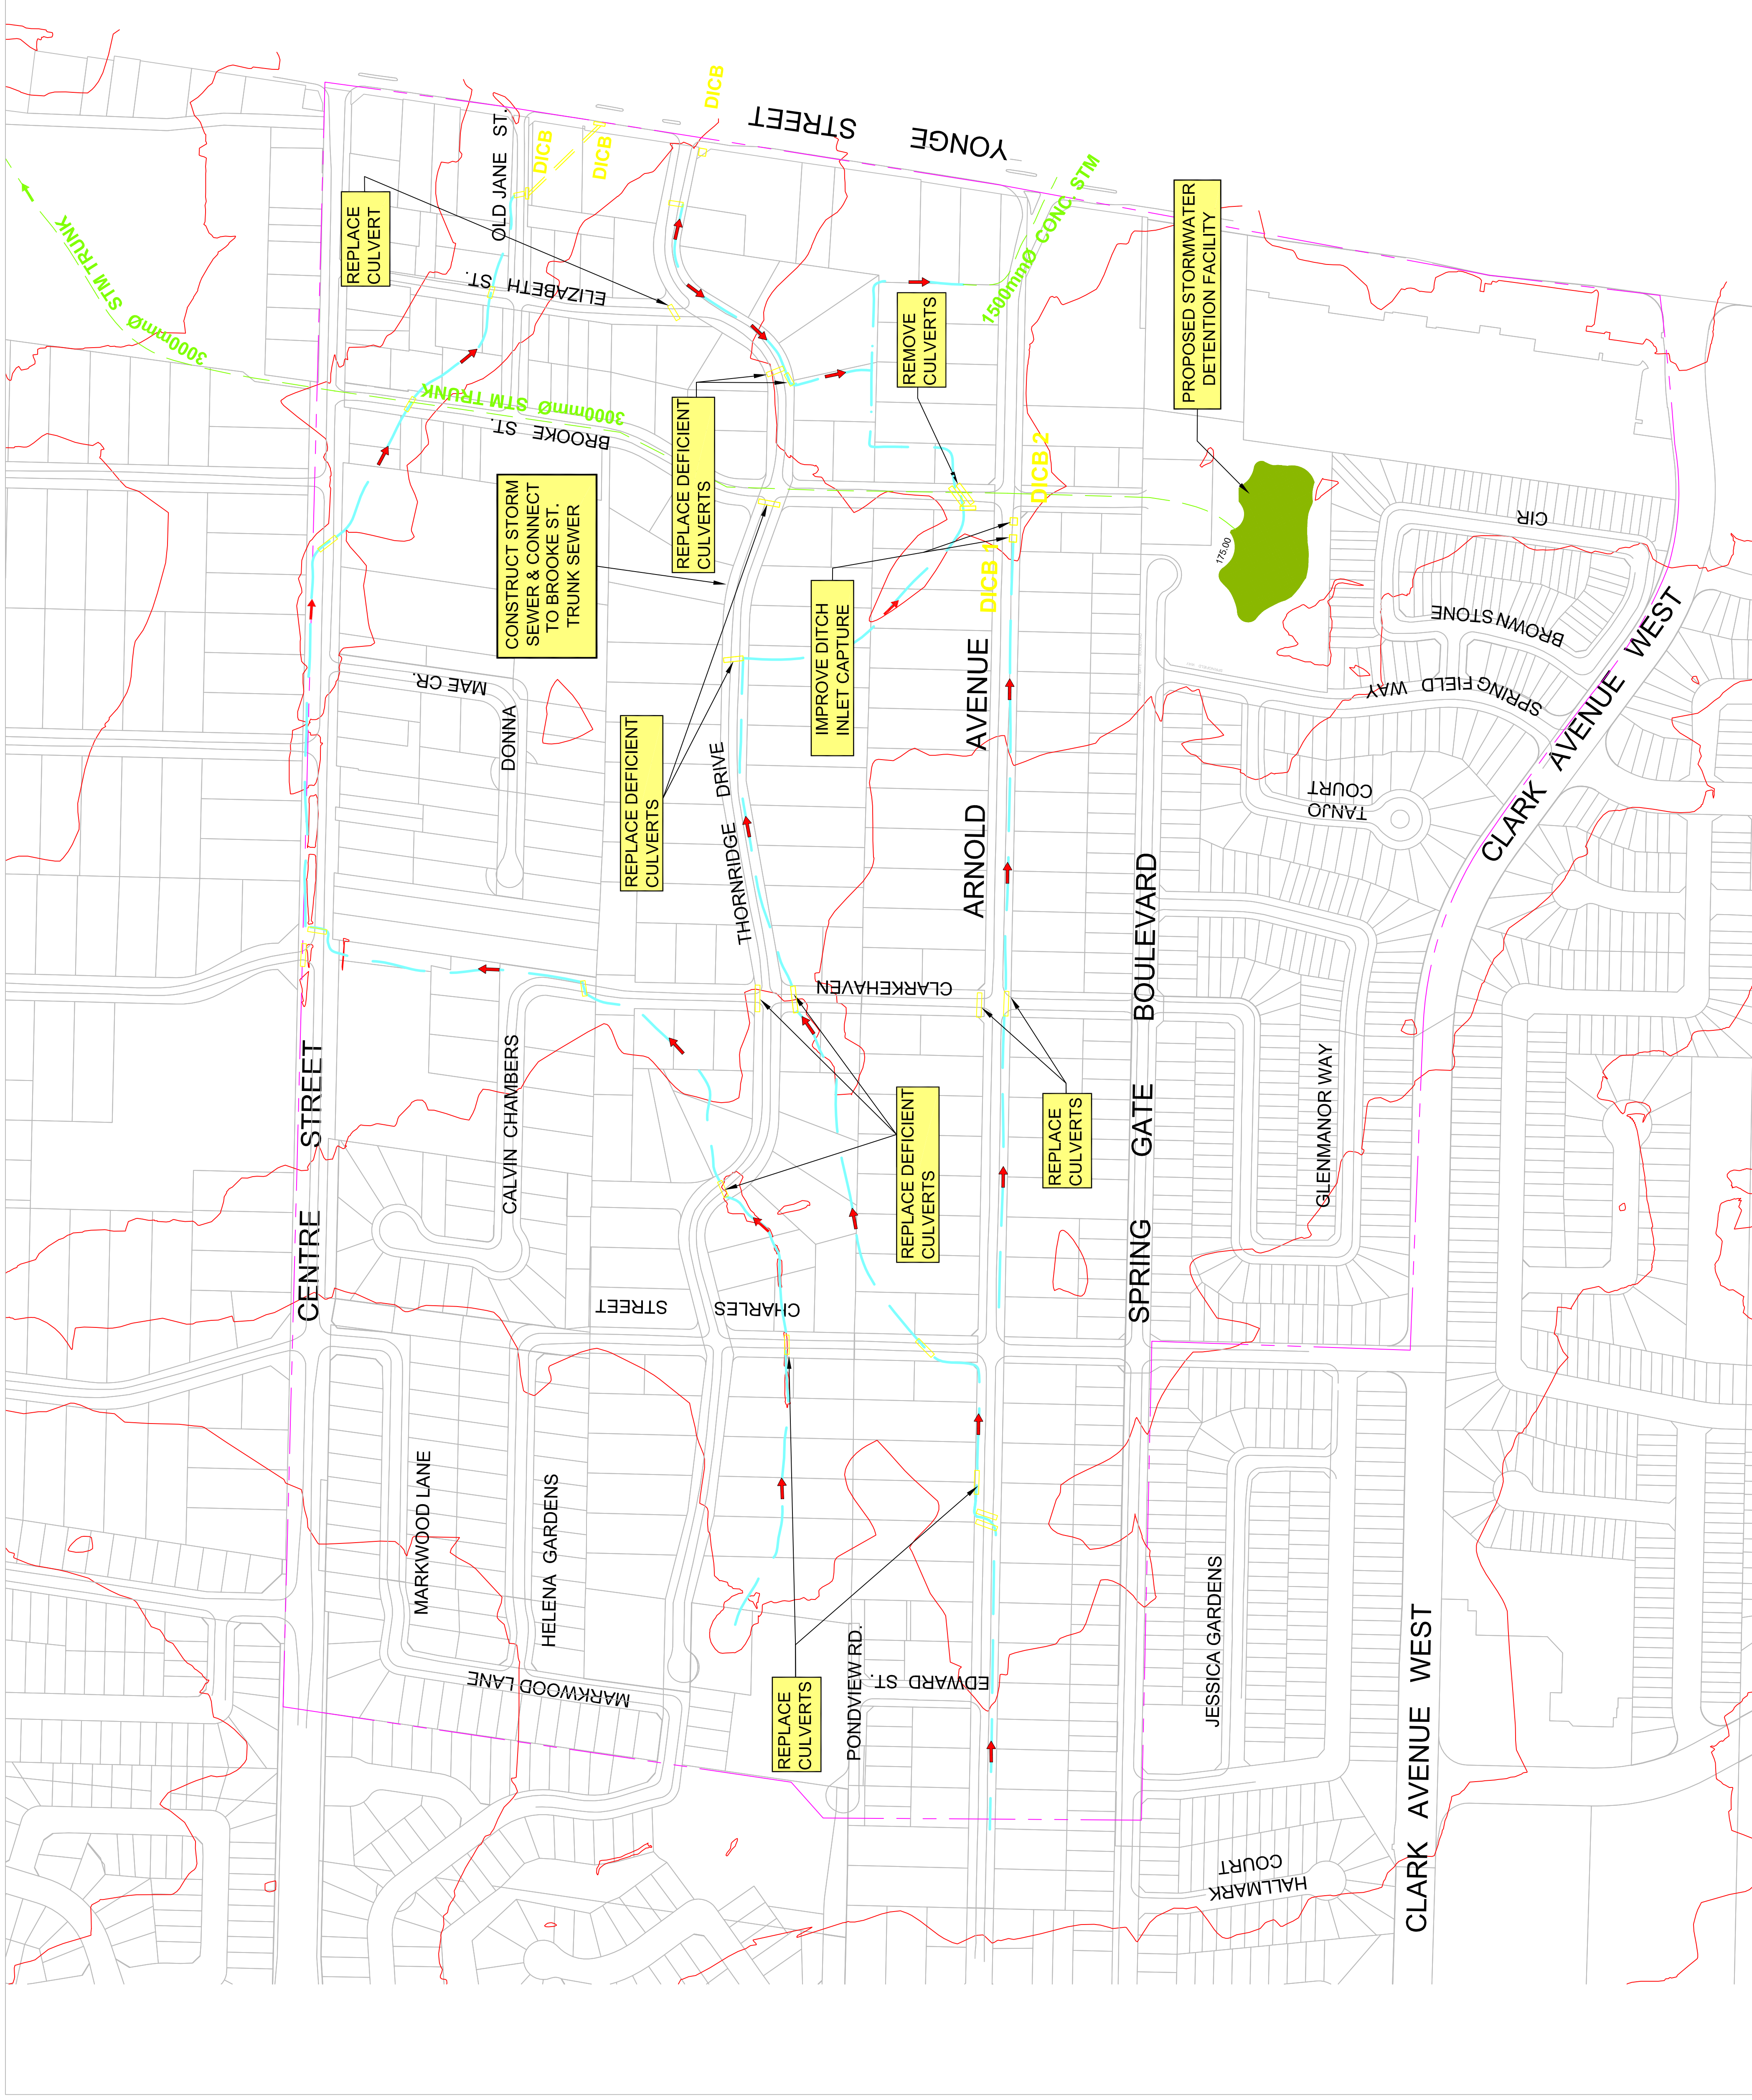 3000mmØ STM TRUNK
REPLACE
CULVERT
OLD JANE ST.
DICB
DICB
DICB
YONGE STREET
ELIZABETH ST.
3000mmØ STM TRUNK
BROOKE ST.
CONSTRUCT STORM
SEWER & CONNECT
TO BROOKE ST.
TRUNK SEWER
REPLACE DEFICIENT
CULVERTS
REMOVE
CULVERTS
1500mmØ CONC STM
PROPOSED STORMWATER
DETENTION FACILITY
175.00
DICB 2
DICB 1
IMPROVE DITCH
INLET CAPTURE
REPLACE DEFICIENT
CULVERTS
DONNA MAE CR.
THORNRIDGE DRIVE
ARNOLD AVENUE
CIR
BROWN STONE
SPRING FIELD WAY
TANJO
COURT
CLARK AVENUE WEST
CENTRE STREET
CALVIN CHAMBERS
CLARKEHAVEN
SPRING GATE BOULEVARD
GLENMANOR WAY
REPLACE DEFICIENT
CULVERTS
REPLACE
CULVERTS
CHARLES STREET
MARKWOOD LANE
HELENA GARDENS
MARKWOOD LANE
REPLACE
CULVERTS
PONDVIEW RD.
EDWARD ST.
JESSICA GARDENS
HALLMARK
COURT
CLARK AVENUE WEST